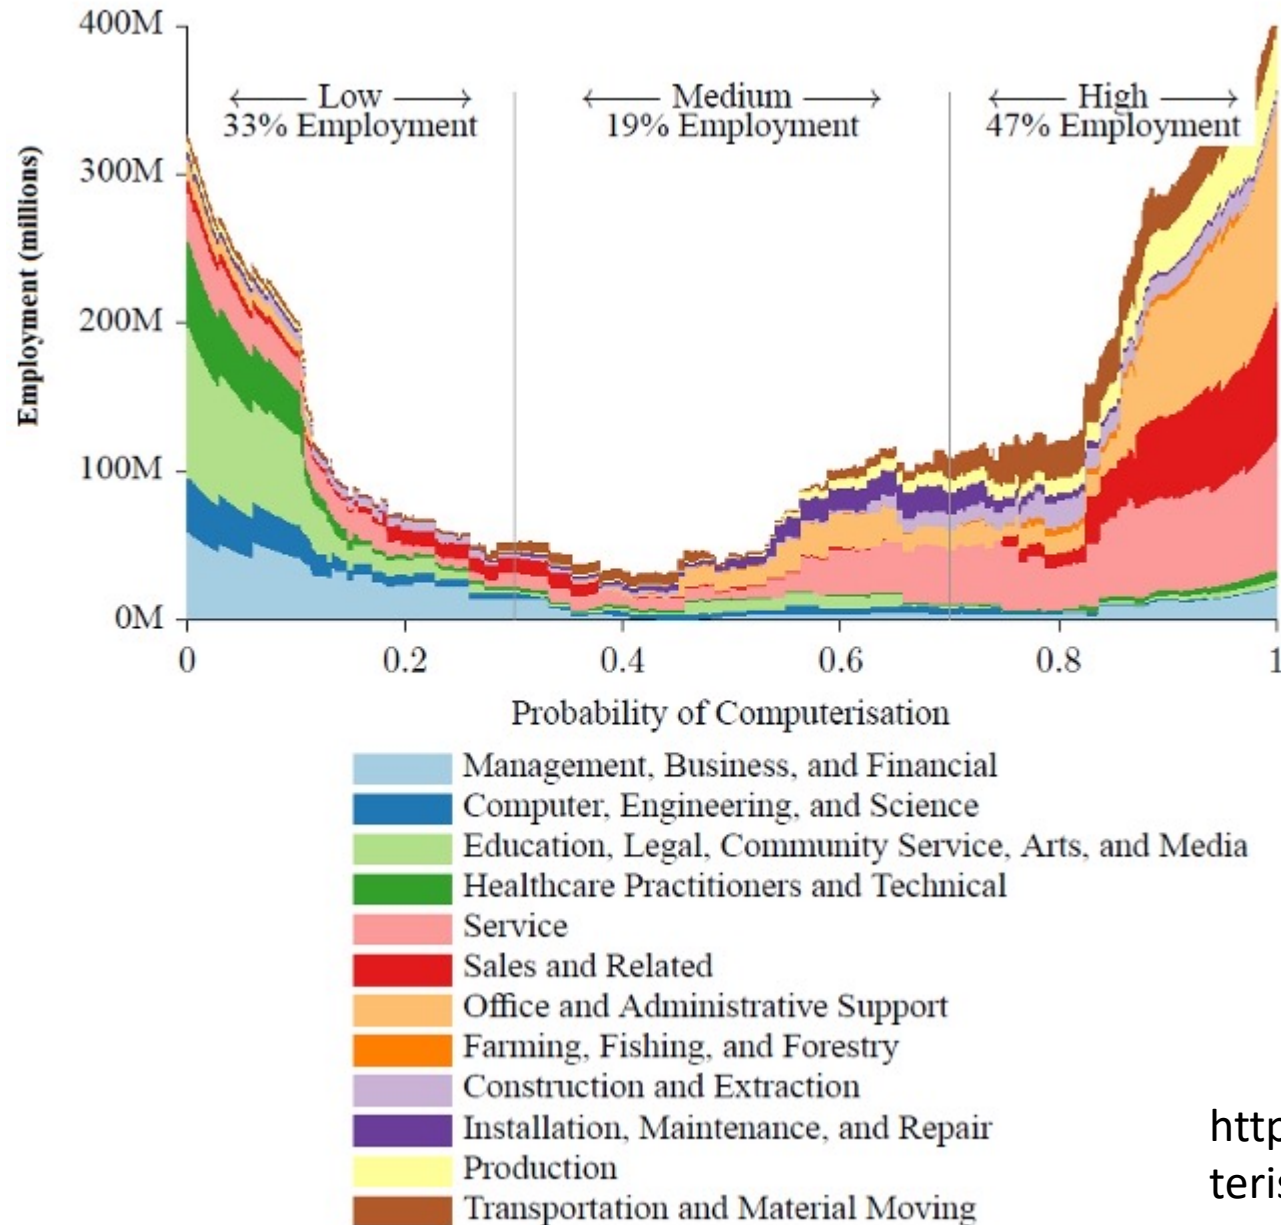 400M
300M
200M
100M
0M
Employment (millions)
Low
33% Employment
Medium
19% Employment
High
47% Employment
0
0.2
0.4
0.6
0.8
1
Probability of Computerisation
Management, Business, and Financial
Computer, Engineering, and Science
Education, Legal, Community Service, Arts, and Media
Healthcare Practitioners and Technical
Service
Sales and Related
Office and Administrative Support
Farming, Fishing, and Forestry
Construction and Extraction
Installation, Maintenance, and Repair
Production
Transportation and Material Moving
http
teris